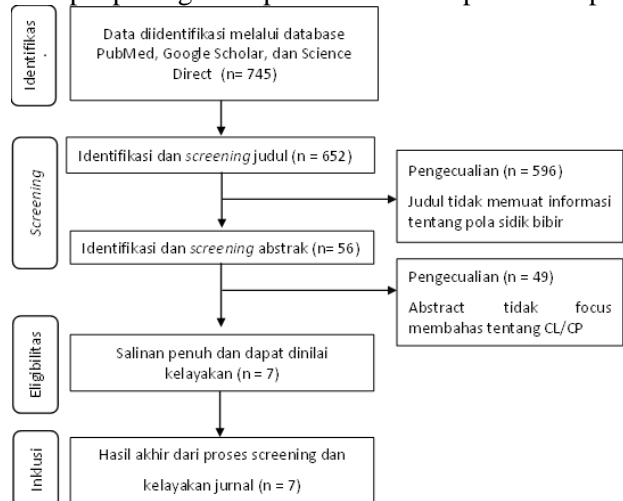 Identifikas
Data diidentifikasi melalui database
PubMed, Google Scholar, dan Science
Direct (n= 745)
Screening
Identifikasi dan screening judul (n = 652)
Pengecualian (n = 596)
Judul tidak memuat informasi
tentang pola sidik bibir
Identifikasi dan screening abstrak (n= 56)
Pengecualian (n = 49)
Abstract tidak focus
membahas tentang CL/CP
Eligibilitas
Salinan penuh dan dapat dinilai
kelayakan (n = 7)
Inklusi
Hasil akhir dari proses screening dan
kelayakan jurnal (n = 7)